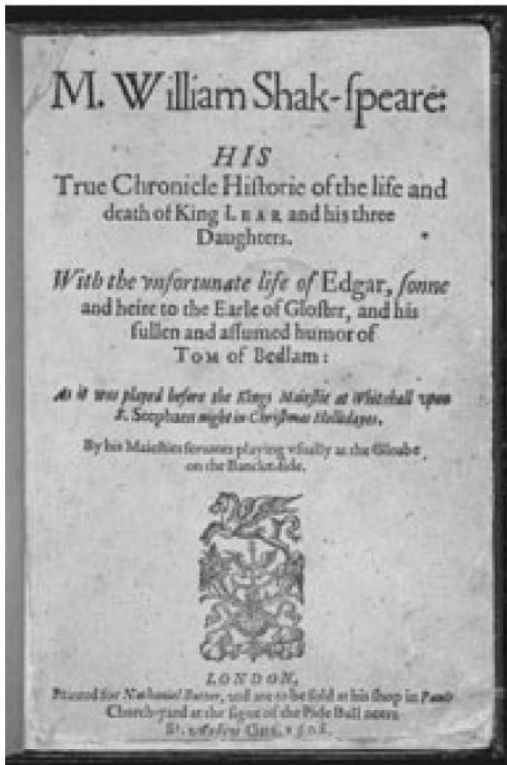 M. William Shak-ſpeare:
HIS
True Chronicle Hiſtorie of the life and
death of King LEAR and his three
Daughters.
With the vnfortunate life of Edgar, ſonne
and heire to the Earle of Gloſter, and his
ſullen and aſſumed humor of
TOM of Bedlam:
As it was played before the Kings Maieſtie at Whitehall vpon
S. Stephans night in Chriſtmas Hollidayes.
By his Maieſties ſeruants playing vſually at the Gloabe
on the Bancke-ſide.
LONDON,
Printed for Nathaniel Butter, and are to be ſold at his ſhop in Pauls
Church-yard at the ſigne of the Pide Bull neere
St. Gate.